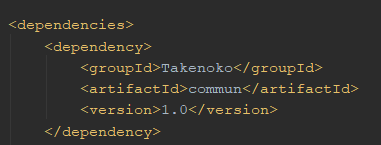 <dependencies>
<dependency>
<groupId>Takenoko</groupId>
<artifactId>commun</artifactId>
<version>1.0</version>
</dependency>